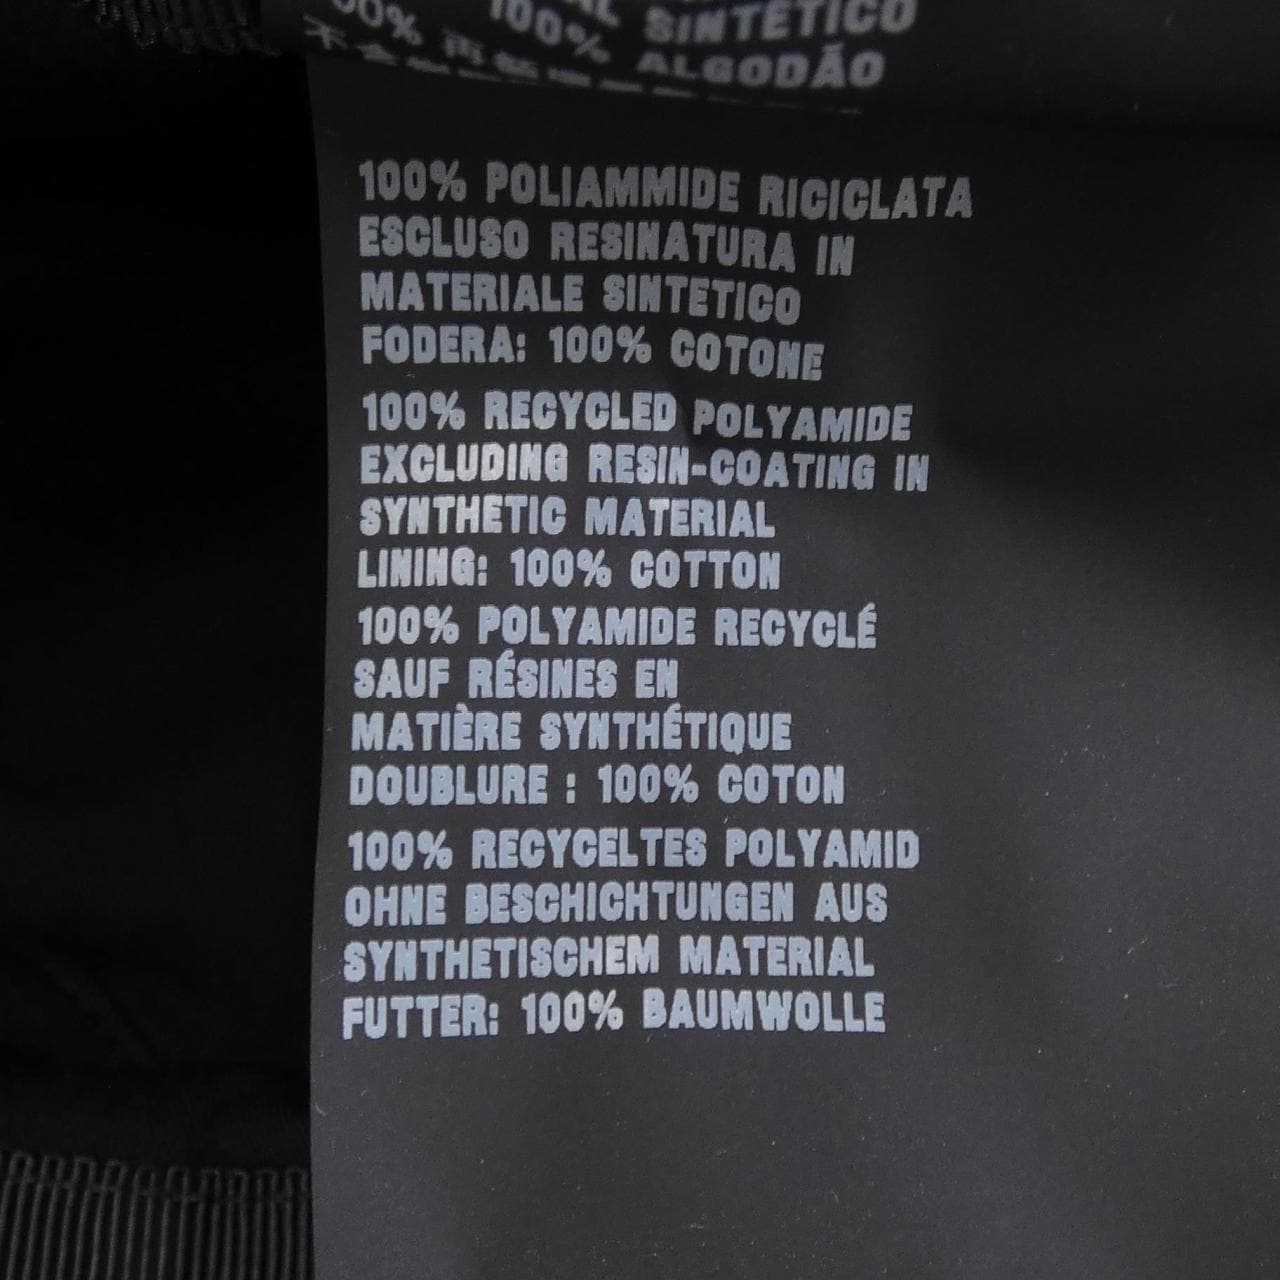 SINTÉTICO
100% ALGODÃO
100% POLIAMMIDE RICICLATA
ESCLUSO RESINATURA IN
MATERIALE SINTETICO
FODERA: 100% COTONE
100% RECYCLED POLYAMIDE
EXCLUDING RESIN-COATING IN
SYNTHETIC MATERIAL
LINING: 100% COTTON
100% POLYAMIDE RECYCLÉ
SAUF RÉSINES EN
MATIÈRE SYNTHÉTIQUE
DOUBLURE : 100% COTON
100% RECYCELTES POLYAMID
OHNE BESCHICHTUNGEN AUS
SYNTHETISCHEM MATERIAL
FUTTER: 100% BAUMWOLLE